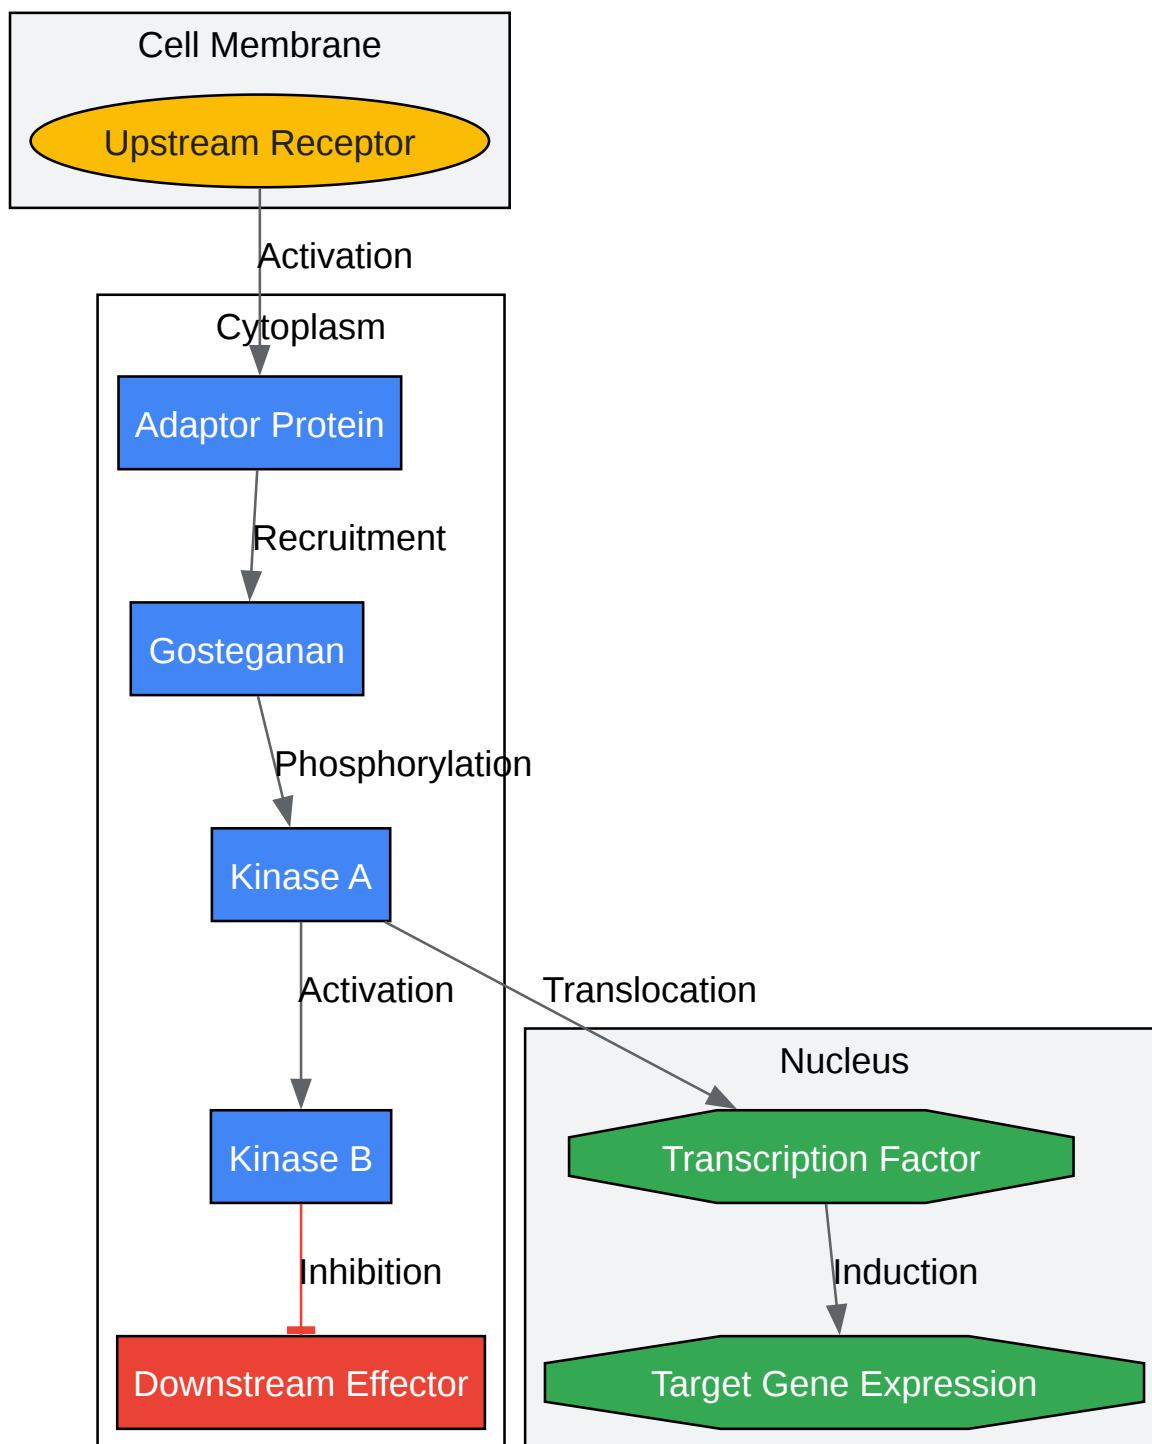 Cell Membrane
Upstream Receptor
Activation
Cytoplasm
Adaptor Protein
Recruitment
Gosteganan
Phosphorylation
Kinase A
Activation
Translocation
Nucleus
Kinase B
Transcription Factor
Inhibition
Induction
Downstream Effector
Target Gene Expression